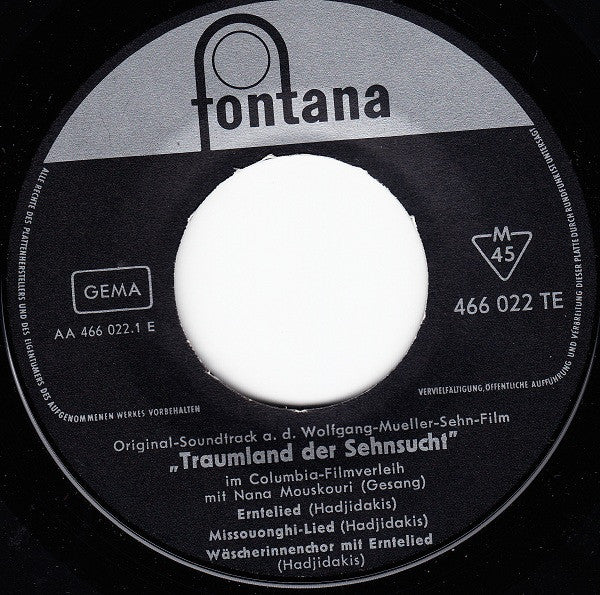 fontana
ALLE RECHTE DES PLATTENHERSTELLERS UND DES EIGENTÜMERS DES AUFGENOMMENEN WERKES VORBEHALTEN
VERVIELFÄLTIGUNG, ÖFFENTLICHE AUFFÜHRUNG UND VERBREITUNG DIESER PLATTE DURCH RUNDFUNK IST UNTERSAGT
GEMA
AA 466 022.1 E
M
45
466 022 TE
Original-Soundtrack a. d. Wolfgang-Mueller-Sehn-Film
„Traumland der Sehnsucht"
im Columbia-Filmverleih
mit Nana Mouskouri (Gesang)
Erntelied (Hadjidakis)
Missouonghi-Lied (Hadjidakis)
Wäscherinnenchor mit Erntelied
(Hadjidakis)